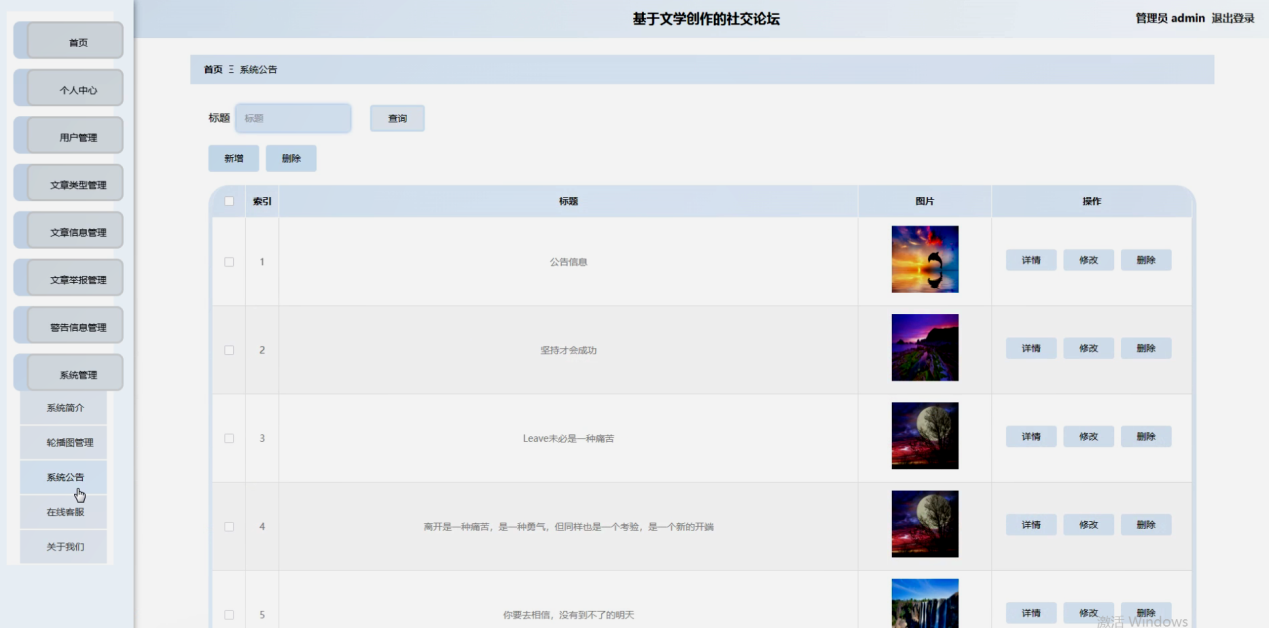 基于文学创作的社交论坛
管理员 admin 退出登录
首页
个人中心
用户管理
文章类型管理
文章信息管理
文章举报管理
警告信息管理
系统管理
系统简介
轮播图管理
系统公告
在线客服
关于我们
首页 Ξ 系统公告
标题 标题 查询
新增 删除
索引 标题 图片 操作
1 公告信息 详情 修改 删除
2 坚持才会成功 详情 修改 删除
3 Leave未必是一种痛苦 详情 修改 删除
4 离开是一种痛苦，是一种勇气，但同样也是一个考验，是一个新的开端 详情 修改 删除
5 你要去相信，没有到不了的明天 详情 修改 删除
激活 Windows